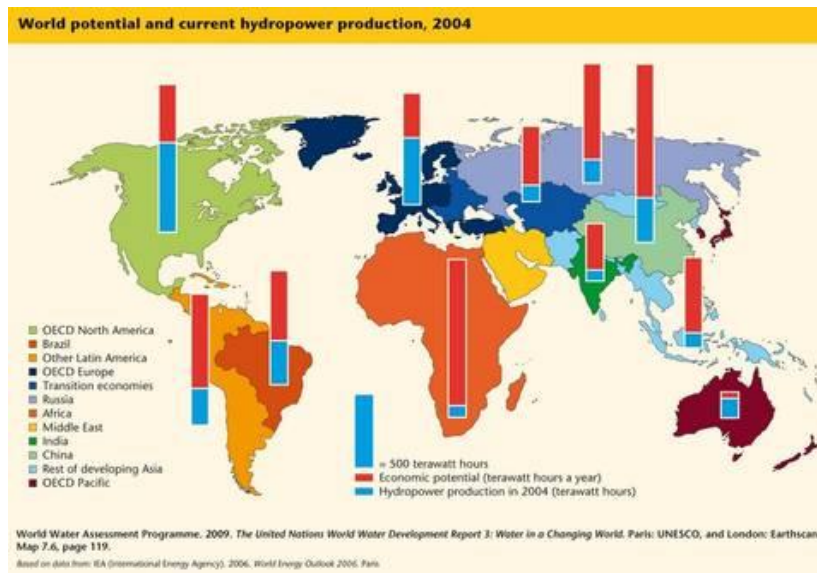 World potential and current hydropower production, 2004
OECD North America
Brazil
Other Latin America
OECD Europe
Transition economies
Russia
Africa
Middle East
India
China
Rest of developing Asia
OECD Pacific
= 500 terawatt hours
Economic potential (terawatt hours a year)
Hydropower production in 2004 (terawatt hours)
World Water Assessment Programme. 2009. The United Nations World Water Development Report 3: Water in a Changing World. Paris: UNESCO, and London: Earthscan
Map 7.6, page 119.
Based on data from: IEA (International Energy Agency). 2006. World Energy Outlook 2006. Paris